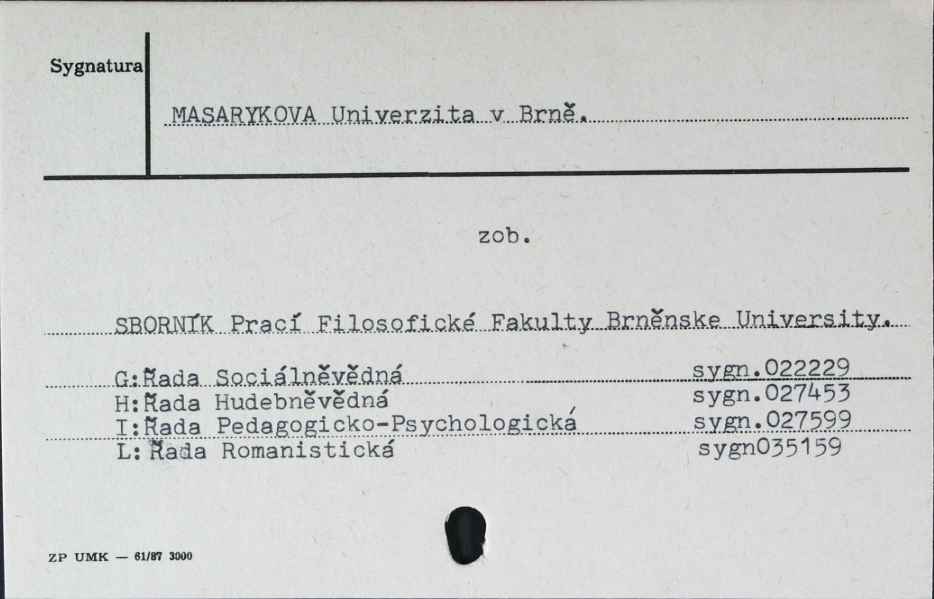 Sygnatura
MASARYKOVA Univerzita v Brně.
zob.
SBORNÍK Prací Filosofické Fakulty Brněnske University.
G:Řada Sociálněvědná sygn.022229
H:Řada Hudebněvědná sygn.027453
I:Řada Pedagogicko-Psychologická sygn.027599
L:Řada Romanistická sygn035159
ZP UMK — 61/87 3000